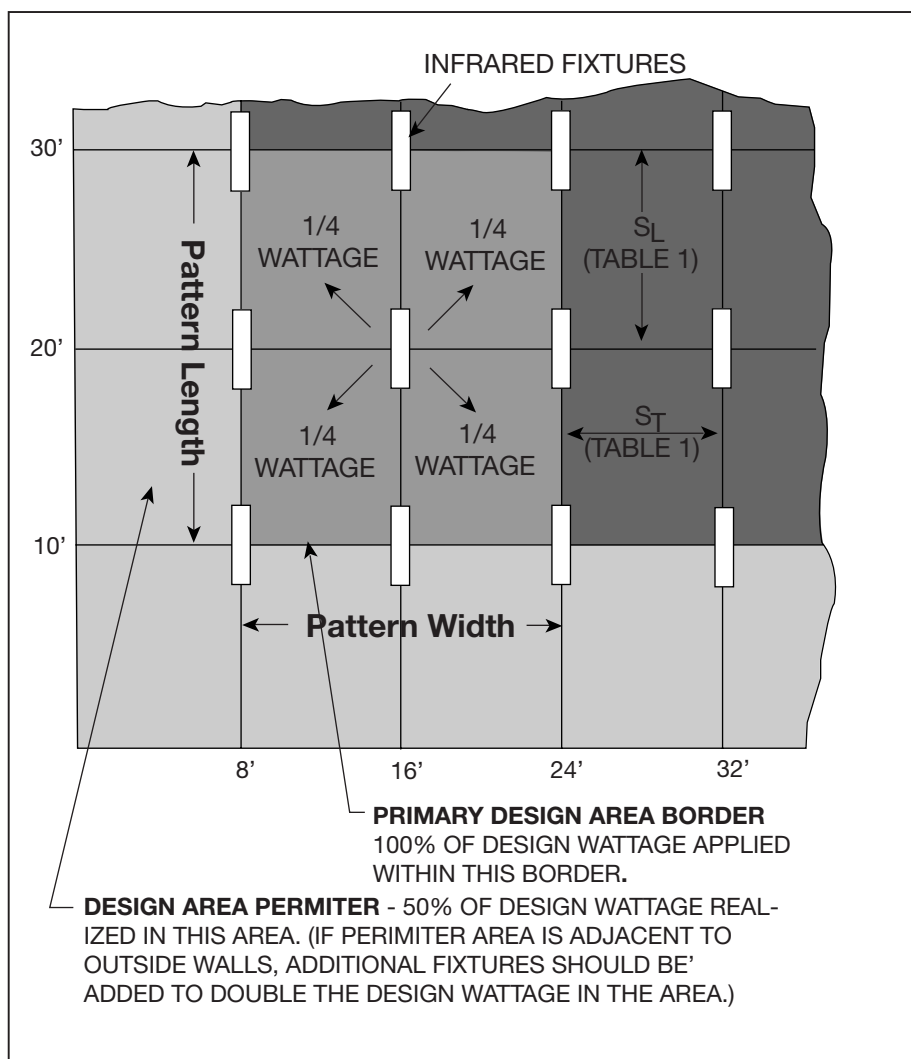 INFRARED FIXTURES
30’
1/4
WATTAGE
1/4
WATTAGE
SL
(TABLE 1)
Pattern Length
20’
1/4
WATTAGE
1/4
WATTAGE
ST
(TABLE 1)
10’
Pattern Width
8’
16’
24’
32’
PRIMARY DESIGN AREA BORDER
100% OF DESIGN WATTAGE APPLIED
WITHIN THIS BORDER.
DESIGN AREA PERMITER - 50% OF DESIGN WATTAGE REAL-
IZED IN THIS AREA. (IF PERIMITER AREA IS ADJACENT TO
OUTSIDE WALLS, ADDITIONAL FIXTURES SHOULD BE’
ADDED TO DOUBLE THE DESIGN WATTAGE IN THE AREA.)